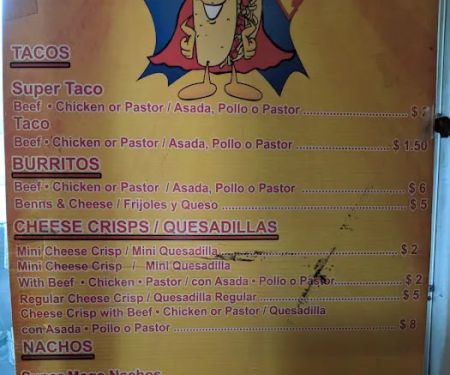 TACOS
Super Taco
Beef • Chicken or Pastor / Asada, Pollo o Pastor ........ $
Taco
Beef • Chicken or Pastor / Asada, Pollo o Pastor ........ $ 1.50
BURRITOS
Beef • Chicken or Pastor / Asada, Pollo o Pastor ........ $ 6
Benns & Cheese / Frijoles y Queso ........ $ 5
CHEESE CRISPS / QUESADILLAS
Mini Cheese Crisp / Mini Quesadilla ........ $ 2
Mini Cheese Crisp / Mini Quesadilla
With Beef • Chicken • Pastor / con Asada • Pollo o Pastor ........ $ 2
Regular Cheese Crisp / Quesadilla Regular ........ $ 5
Cheese Crisp with Beef • Chicken or Pastor / Quesadilla
con Asada • Pollo o Pastor ........ $ 8
NACHOS
Super Mega Nachos